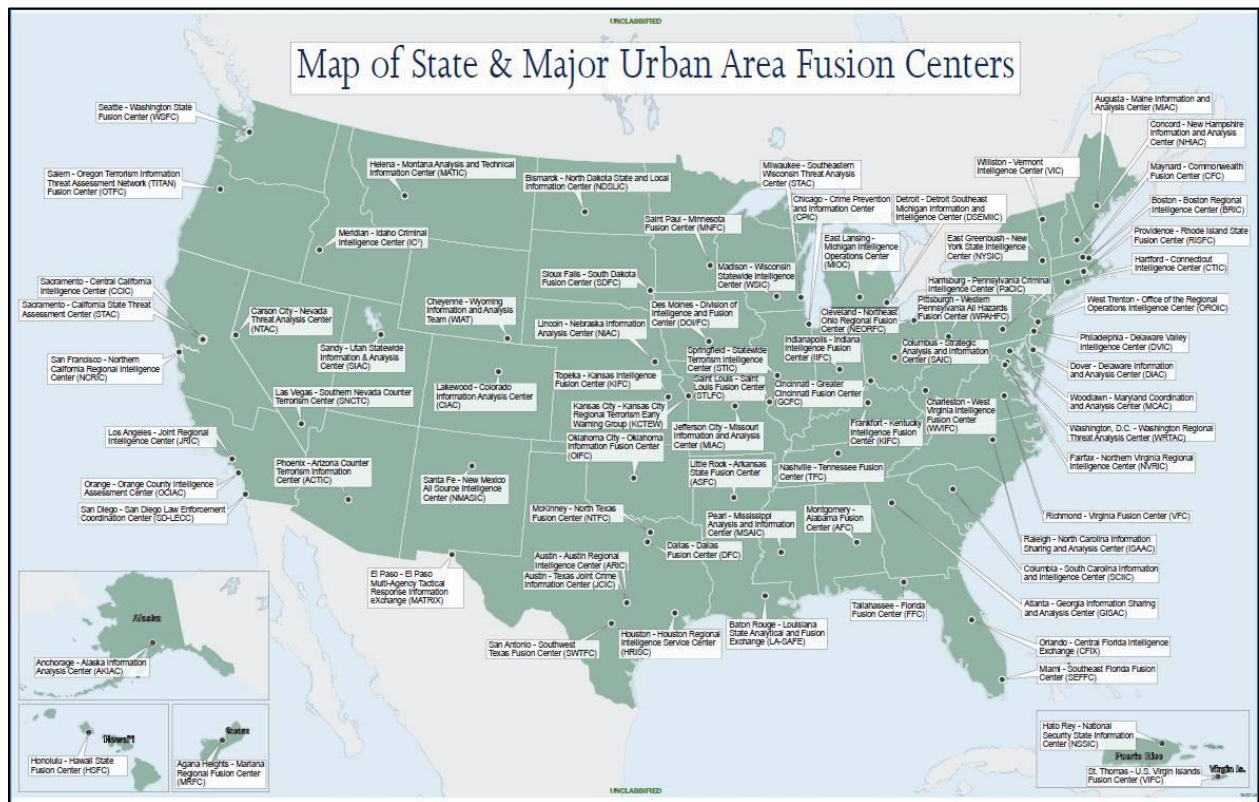 UNCLASSIFIED
Map of State & Major Urban Area Fusion Centers
Seattle - Washington State
Fusion Center (WSFC)
Salem - Oregon Terrorism Information
Threat Assessment Network (TITAN)
Fusion Center (OTFC)
Helena - Montana Analysis and Technical
Information Center (MATIC)
Bismarck - North Dakota State and Local
Information Center (NDSLIC)
Meridian - Idaho Criminal
Intelligence Center (IC³)
Saint Paul - Minnesota
Fusion Center (MNFC)
Milwaukee - Southeastern
Wisconsin Threat Analysis
Center (STAC)
Chicago - Crime Prevention
and Information Center
(CPIC)
Detroit - Detroit Southeast
Michigan Information and
Intelligence Center (DSEMIIC)
East Lansing -
Michigan Intelligence
Operations Center
(MIOC)
Madison - Wisconsin
Statewide Intelligence
Center (WSIC)
Williston - Vermont
Intelligence Center
(VIC)
Augusta - Maine Information and
Analysis Center (MIAC)
Concord - New Hampshire
Information and Analysis
Center (NHIAC)
Maynard - Commonwealth
Fusion Center (CFC)
Boston - Boston Regional
Intelligence Center (BRIC)
Providence - Rhode Island State
Fusion Center (RISFC)
Hartford - Connecticut
Intelligence Center (CTIC)
East Greenbush - New
York State Intelligence
Center (NYSIC)
Harrisburg - Pennsylvania Criminal
Intelligence Center (PaCIC)
Pittsburgh - Western
Pennsylvania All Hazards
Fusion Center (WPAHFC)
West Trenton - Office of the Regional
Operations Intelligence Center (OROIC)
Philadelphia - Delaware Valley
Intelligence Center (DVIC)
Dover - Delaware Information
and Analysis Center (DIAC)
Woodlawn - Maryland Coordination
and Analysis Center (MCAC)
Washington, D.C. - Washington Regional
Threat Analysis Center (WRTAC)
Fairfax - Northern Virginia Regional
Intelligence Center (NVRIC)
Richmond - Virginia Fusion Center (VFC)
Raleigh - North Carolina Information
Sharing and Analysis Center (ISAAC)
Columbia - South Carolina Information
and Intelligence Center (SCIIC)
Atlanta - Georgia Information Sharing
and Analysis Center (GISAC)
Orlando - Central Florida Intelligence
Exchange (CFIX)
Miami - Southeast Florida Fusion
Center (SEFFC)
Sacramento - Central California
Intelligence Center
(CCIC)
Sacramento - California State Threat
Assessment Center (STAC)
Carson City - Nevada
Threat Analysis Center
(NTAC)
San Francisco - Northern
California Regional Intelligence
Center (NCRIC)
Sandy - Utah Statewide
Information & Analysis
Center (SIAC)
Las Vegas - Southern Nevada Counter
Terrorism Center (SNCTC)
Los Angeles - Joint Regional
Intelligence Center (JRIC)
Orange - Orange County Intelligence
Assessment Center (OCIAC)
San Diego - San Diego Law Enforcement
Coordination Center (SD-LECC)
Phoenix - Arizona Counter
Terrorism Information
Center (ACTIC)
Cheyenne - Wyoming
Information and Analysis
Team (WIAT)
Lakewood - Colorado
Information Analysis Center
(CIAC)
Santa Fe - New Mexico
All Source Intelligence
Center (NMASIC)
El Paso - El Paso
Multi-Agency Tactical
Response Information
eXchange (MATRIX)
Sioux Falls - South Dakota
Fusion Center (SDFC)
Lincoln - Nebraska Information
Analysis Center (NIAC)
Des Moines - Division of
Intelligence and Fusion
Center (DOI/FC)
Topeka - Kansas Intelligence
Fusion Center (KIFC)
Kansas City - Kansas City
Regional Terrorism Early
Warning Group (KCTEW)
Springfield - Statewide
Terrorism Intelligence
Center (STIC)
Saint Louis - Saint
Louis Fusion Center
(STLFC)
Jefferson City - Missouri
Information and Analysis
Center (MIAC)
Oklahoma City - Oklahoma
Information Fusion Center
(OIFC)
Little Rock - Arkansas
State Fusion Center
(ASFC)
Cleveland - Northeast
Ohio Regional Fusion
Center (NEORFC)
Indianapolis - Indiana
Intelligence Fusion
Center (IIFC)
Columbus - Strategic
Analysis and Information
Center (SAIC)
Cincinnati - Greater
Cincinnati Fusion Center
(GCFC)
Frankfort - Kentucky
Intelligence Fusion
Center (KIFC)
Charleston - West
Virginia Intelligence
Fusion Center
(WVIFC)
Nashville - Tennessee Fusion
Center (TFC)
McKinney - North Texas
Fusion Center (NTFC)
Dallas - Dallas
Fusion Center (DFC)
Austin - Austin Regional
Intelligence Center (ARIC)
Austin - Texas Joint Crime
Information Center
(JCIC)
San Antonio - Southwest
Texas Fusion Center (SWTFC)
Houston - Houston Regional
Intelligence Service Center
(HRISC)
Pearl - Mississippi
Analysis and Information
Center (MSAIC)
Montgomery -
Alabama Fusion
Center (AFC)
Baton Rouge - Louisiana
State Analytical and Fusion
Exchange (LA-SAFE)
Tallahassee - Florida
Fusion Center
(FFC)
Alaska
Anchorage - Alaska Information
Analysis Center (AKIAC)
Hawai'i
Honolulu - Hawaii State
Fusion Center (HSFC)
Guam
Agana Heights - Mariana
Regional Fusion Center
(MRFC)
Hato Rey - National
Security State Information
Center (NSSIC)
Puerto Rico
Virgin Is.
St. Thomas - U.S. Virgin Islands
Fusion Center (VIFC)
UNCLASSIFIED